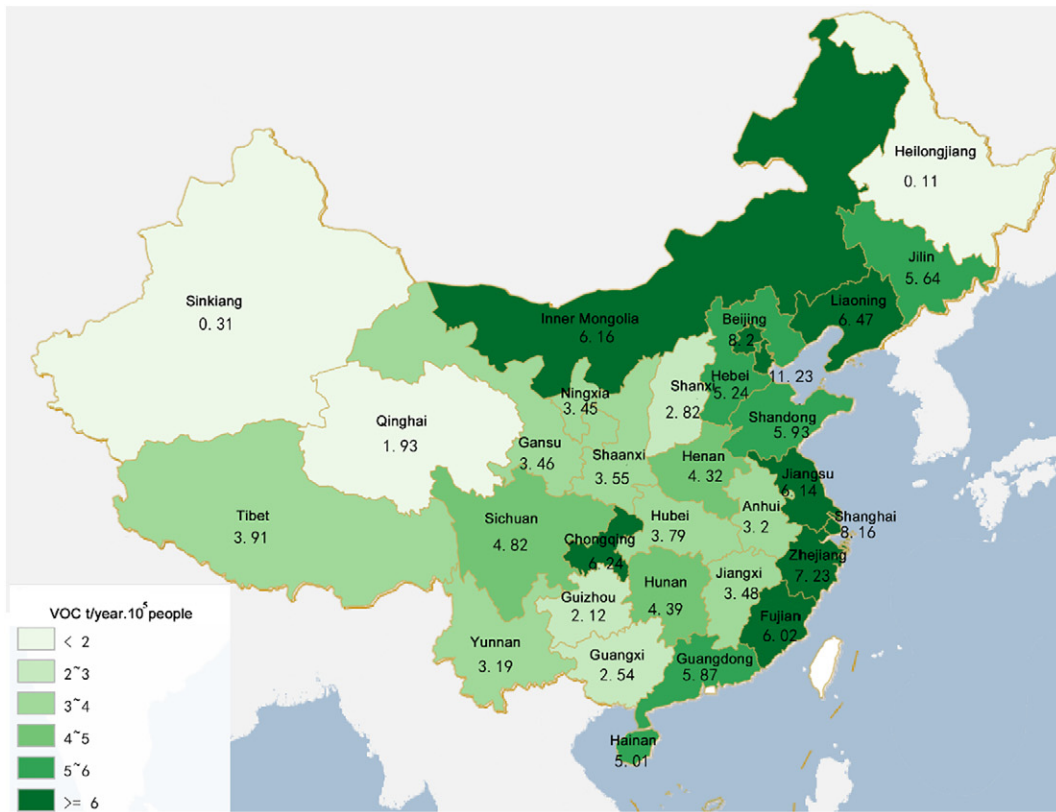 Heilongjiang
0. 11
Jilin
5. 64
Sinkiang
0. 31
Inner Mongolia
6. 16
Liaoning
6. 47
Beijing
8. 2
11. 23
Hebei
5. 24
Shanxi
2. 82
Ningxia
3. 45
Qinghai
1. 93
Shandong
5. 93
Gansu
3. 46
Shaanxi
3. 55
Henan
4. 32
Jiangsu
6. 14
Tibet
3. 91
Sichuan
4. 82
Hubei
3. 79
Anhui
3. 2
Shanghai
8. 16
Chongqing
6. 24
Zhejiang
7. 23
Guizhou
2. 12
Hunan
4. 39
Jiangxi
3. 48
Fujian
6. 02
Yunnan
3. 19
Guangxi
2. 54
Guangdong
5. 87
Hainan
5. 01
VOC t/year.10⁵ people
< 2
2~3
3~4
4~5
5~6
>= 6